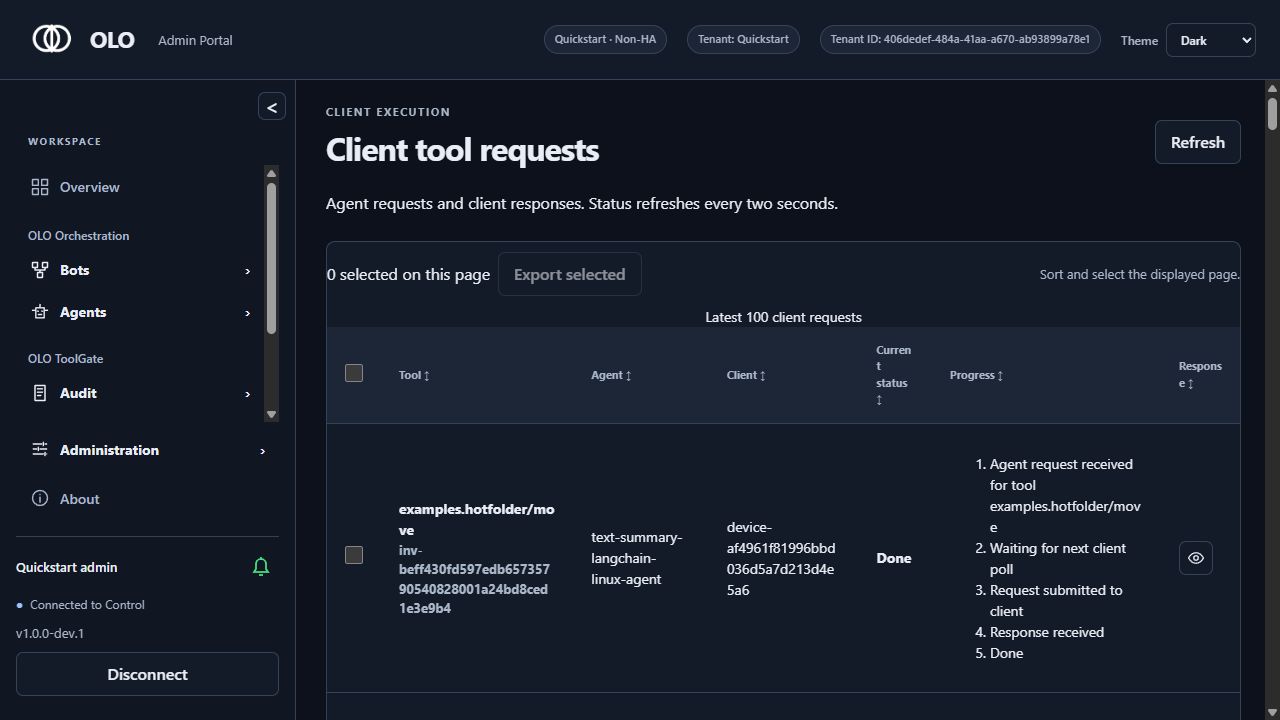 OLO
Admin Portal
Quickstart · Non-HA
Tenant: Quickstart
Tenant ID: 406dedef-484a-41aa-a670-ab93899a78e1
Theme
Dark
<
WORKSPACE
Overview
OLO Orchestration
Bots ›
Agents ›
OLO ToolGate
Audit ›
Administration ›
About
Quickstart admin
Connected to Control
v1.0.0-dev.1
Disconnect
CLIENT EXECUTION
Client tool requests
Refresh
Agent requests and client responses. Status refreshes every two seconds.
0 selected on this page
Export selected
Sort and select the displayed page.
Latest 100 client requests
Tool ↕
Agent ↕
Client ↕
Curren
t
status
↕
Progress ↕
Respons
e ↕
examples.hotfolder/mo
ve
inv-
beff430fd597edb657357
90540828001a24bd8ced
1e3e9b4
text-summary-
langchain-
linux-agent
device-
af4961f81996bbd
036d5a7d213d4e
5a6
Done
1. Agent request received
for tool
examples.hotfolder/mov
e
2. Waiting for next client
poll
3. Request submitted to
client
4. Response received
5. Done